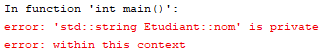 In function 'int main()':
error: 'std::string Etudiant::nom' is private
error: within this context